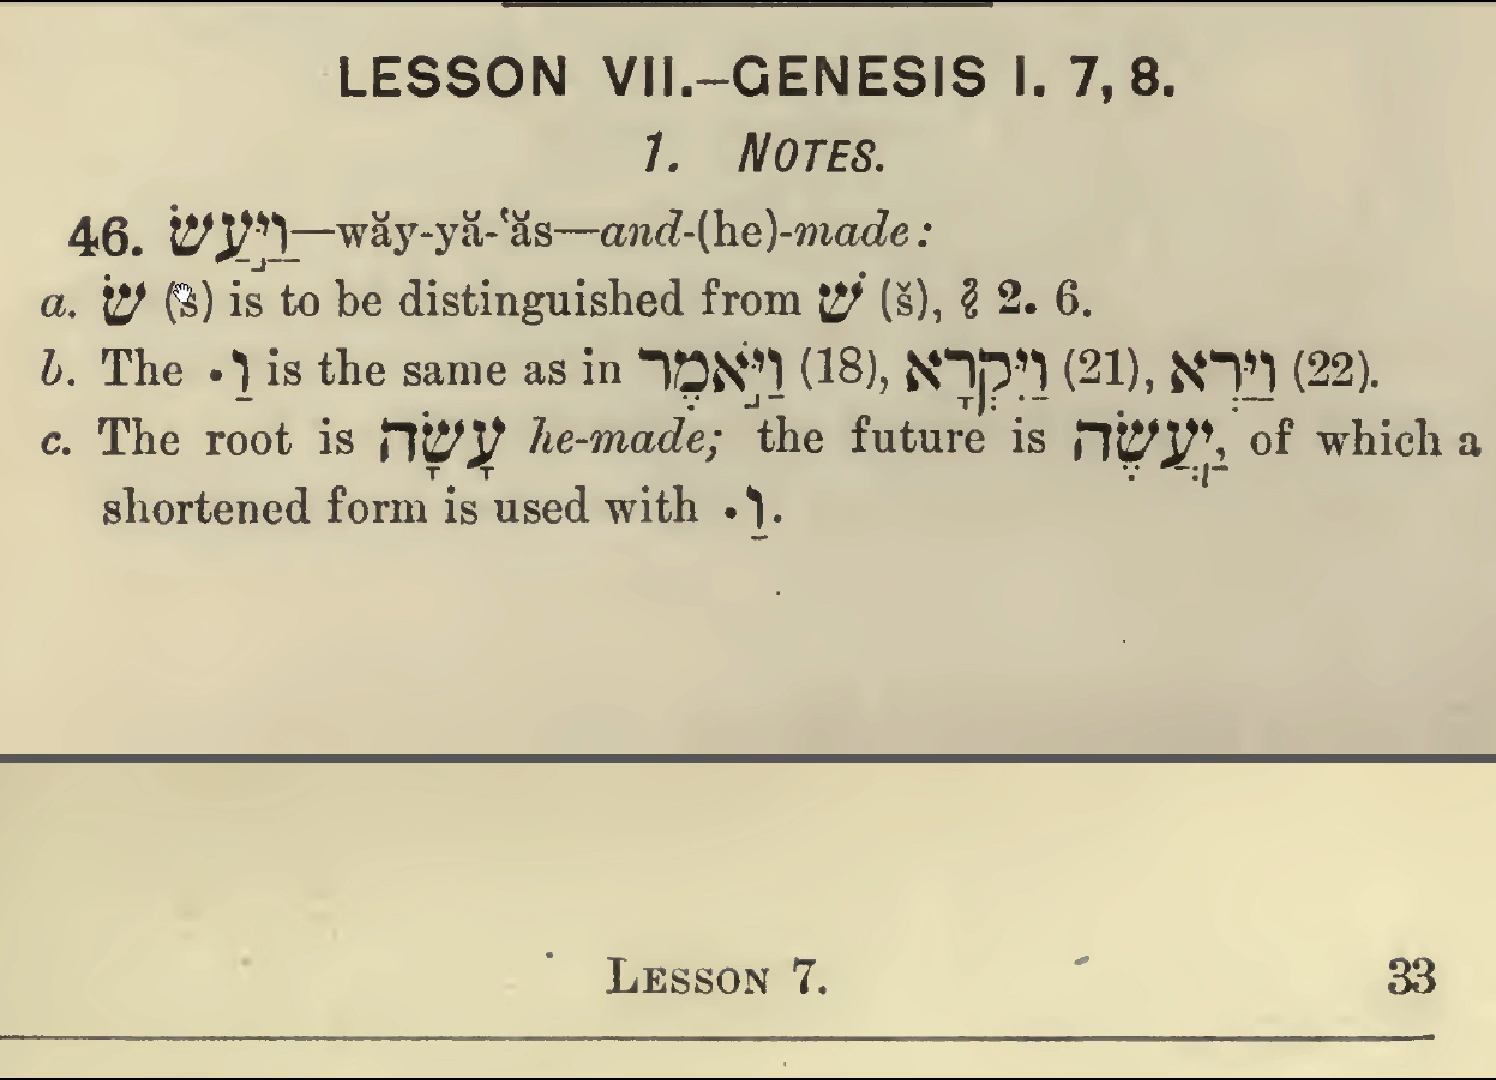 LESSON VII.—GENESIS I. 7, 8.
1. NOTES.
46. וַיַּ֫עַשׂ—wăy-yă-‛ăs—and-(he)-made:
a. שׂ (s) is to be distinguished from שׁ (š), § 2. 6.
b. The וַ· is the same as in וַיֹּ֫אמֶר (18), וַיִּקְרָא (21), וַיַּרְא (22).
c. The root is עָשָׂה he-made; the future is יַֽעֲשֶׂה, of which a
shortened form is used with וַ·.
LESSON 7. 33